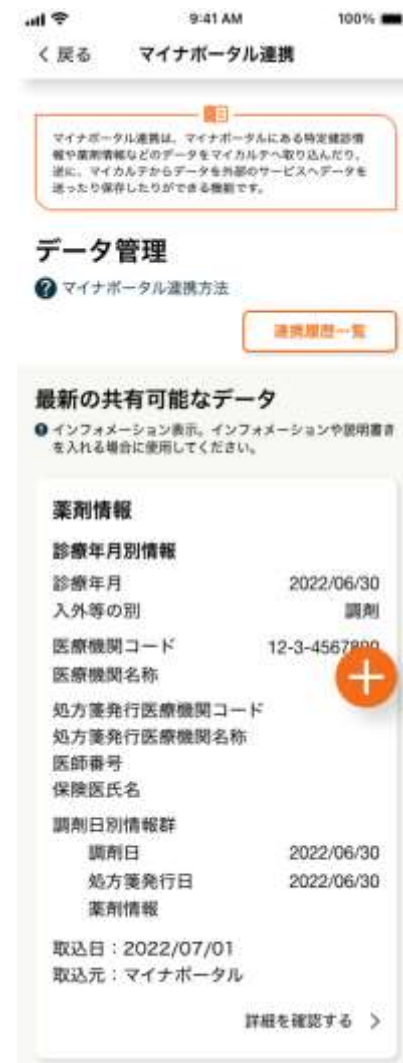 9:41 AM
100%
戻る
マイナポータル連携
マイナポータル連携は、マイナポータルにある特定健診情
報や薬剤情報などのデータをマイカルテへ取り込んだり、
逆に、マイカルテからデータを外部のサービスへデータを
送ったり保存したりができる機能です。
データ管理
マイナポータル連携方法
連携履歴一覧
最新の共有可能なデータ
インフォメーション表示。インフォメーションや説明書き
を入れる場合に使用してください。
薬剤情報
診療年月別情報
診療年月 2022/06/30
入外等の別 調剤
医療機関コード 12-3-4567890
医療機関名称
処方箋発行医療機関コード
処方箋発行医療機関名称
医師番号
保険医氏名
調剤日別情報群
調剤日 2022/06/30
処方箋発行日 2022/06/30
薬剤情報
取込日：2022/07/01
取込元：マイナポータル
詳細を確認する